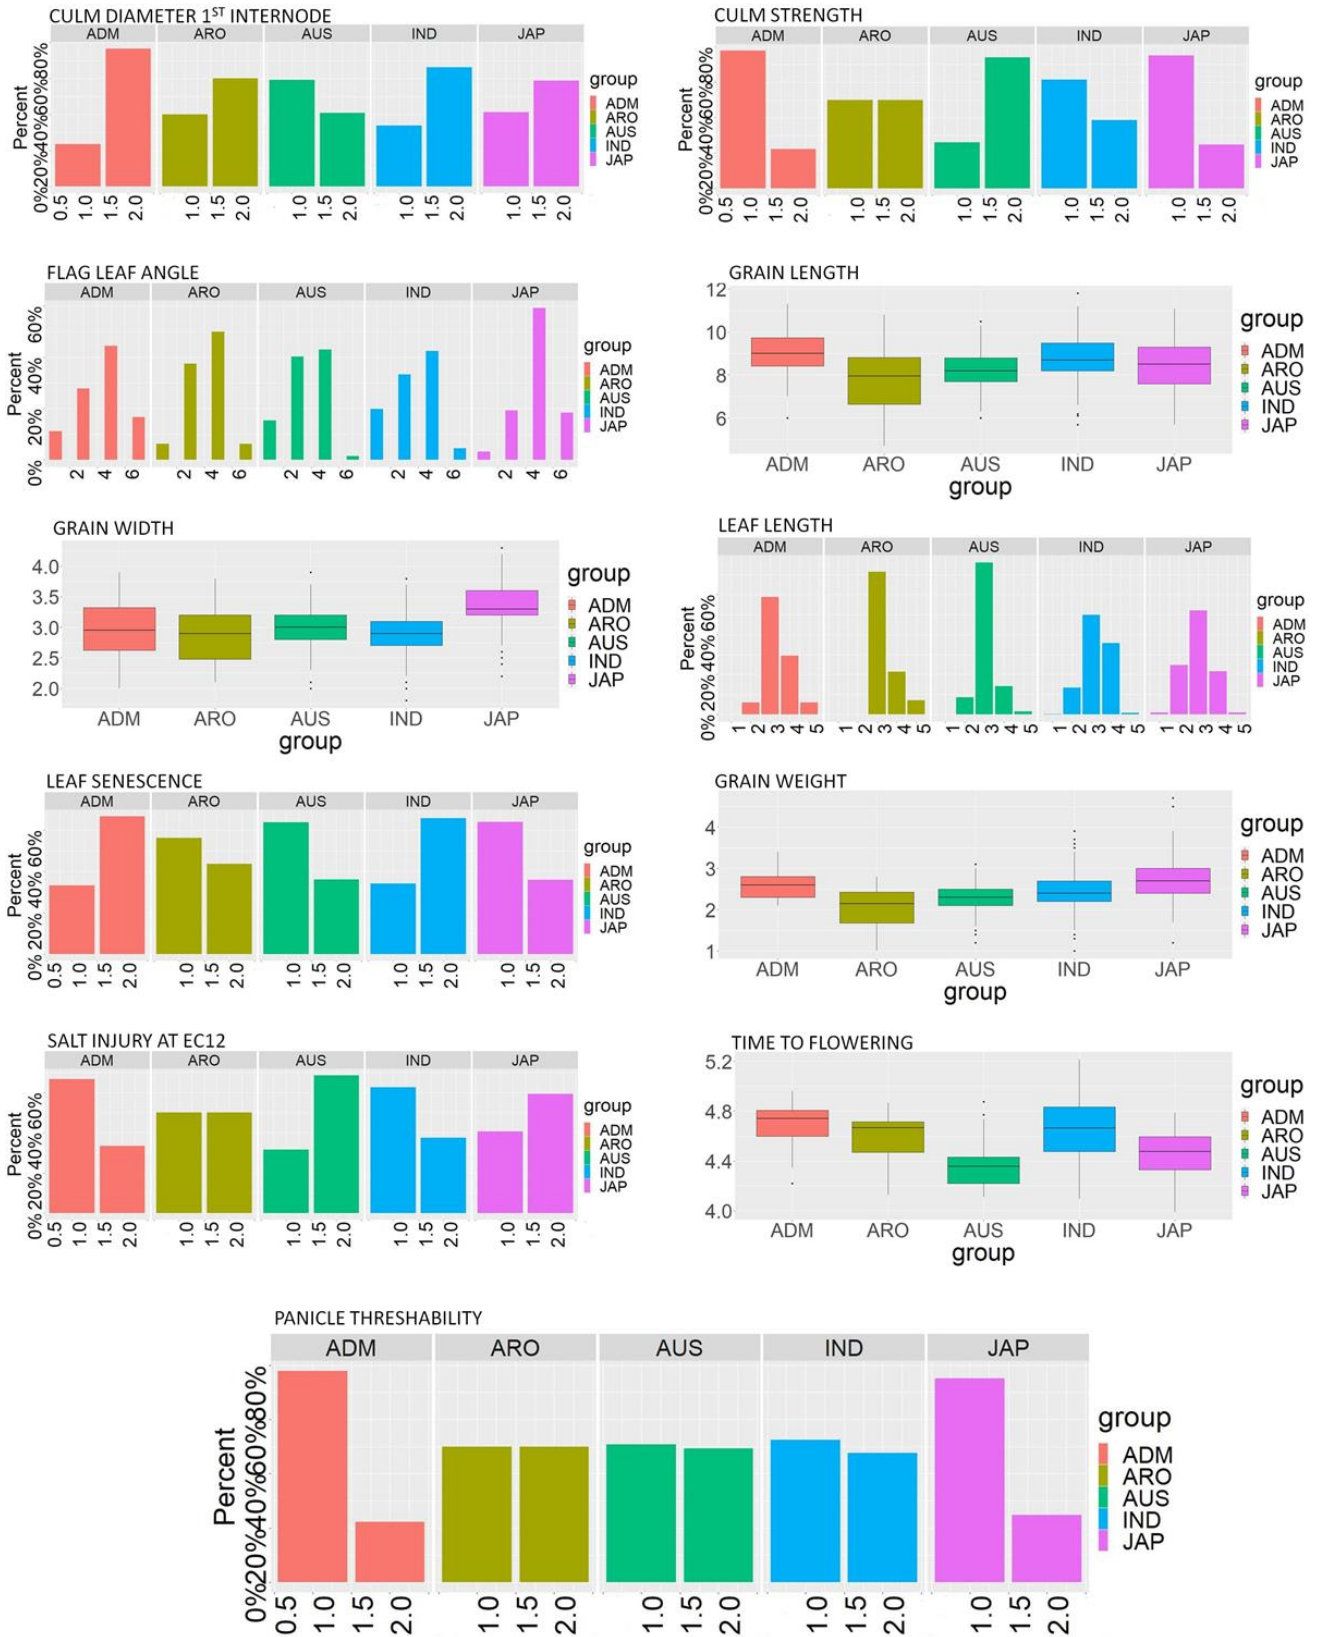 CULM DIAMETER 1ST INTERNODE
ADM ARO AUS IND JAP
Percent
0% 20% 40% 60% 80%
0.5 1.0 1.5 2.0 1.0 1.5 2.0 1.0 1.5 2.0 1.0 1.5 2.0 1.0 1.5 2.0
group
ADM
ARO
AUS
IND
JAP
CULM STRENGTH
ADM ARO AUS IND JAP
Percent
0% 20% 40% 60% 80%
0.5 1.0 1.5 2.0 1.0 1.5 2.0 1.0 1.5 2.0 1.0 1.5 2.0 1.0 1.5 2.0
group
ADM
ARO
AUS
IND
JAP
FLAG LEAF ANGLE
ADM ARO AUS IND JAP
Percent
0% 20% 40% 60%
2 4 6 2 4 6 2 4 6 2 4 6 2 4 6
group
ADM
ARO
AUS
IND
JAP
GRAIN LENGTH
12
10
8
6
ADM ARO AUS IND JAP
group
group
ADM
ARO
AUS
IND
JAP
GRAIN WIDTH
4.0
3.5
3.0
2.5
2.0
ADM ARO AUS IND JAP
group
group
ADM
ARO
AUS
IND
JAP
LEAF LENGTH
ADM ARO AUS IND JAP
Percent
0% 20% 40% 60%
1 2 3 4 5 1 2 3 4 5 1 2 3 4 5 1 2 3 4 5 1 2 3 4 5
group
ADM
ARO
AUS
IND
JAP
LEAF SENESCENCE
ADM ARO AUS IND JAP
Percent
0% 20% 40% 60%
0.5 1.0 1.5 2.0 1.0 1.5 2.0 1.0 1.5 2.0 1.0 1.5 2.0 1.0 1.5 2.0
group
ADM
ARO
AUS
IND
JAP
GRAIN WEIGHT
4
3
2
1
ADM ARO AUS IND JAP
group
group
ADM
ARO
AUS
IND
JAP
SALT INJURY AT EC12
ADM ARO AUS IND JAP
Percent
0% 20% 40% 60%
0.5 1.0 1.5 2.0 1.0 1.5 2.0 1.0 1.5 2.0 1.0 1.5 2.0 1.0 1.5 2.0
group
ADM
ARO
AUS
IND
JAP
TIME TO FLOWERING
5.2
4.8
4.4
4.0
ADM ARO AUS IND JAP
group
group
ADM
ARO
AUS
IND
JAP
PANICLE THRESHABILITY
ADM ARO AUS IND JAP
Percent
0% 20% 40% 60% 80%
0.5 1.0 1.5 2.0 1.0 1.5 2.0 1.0 1.5 2.0 1.0 1.5 2.0 1.0 1.5 2.0
group
ADM
ARO
AUS
IND
JAP